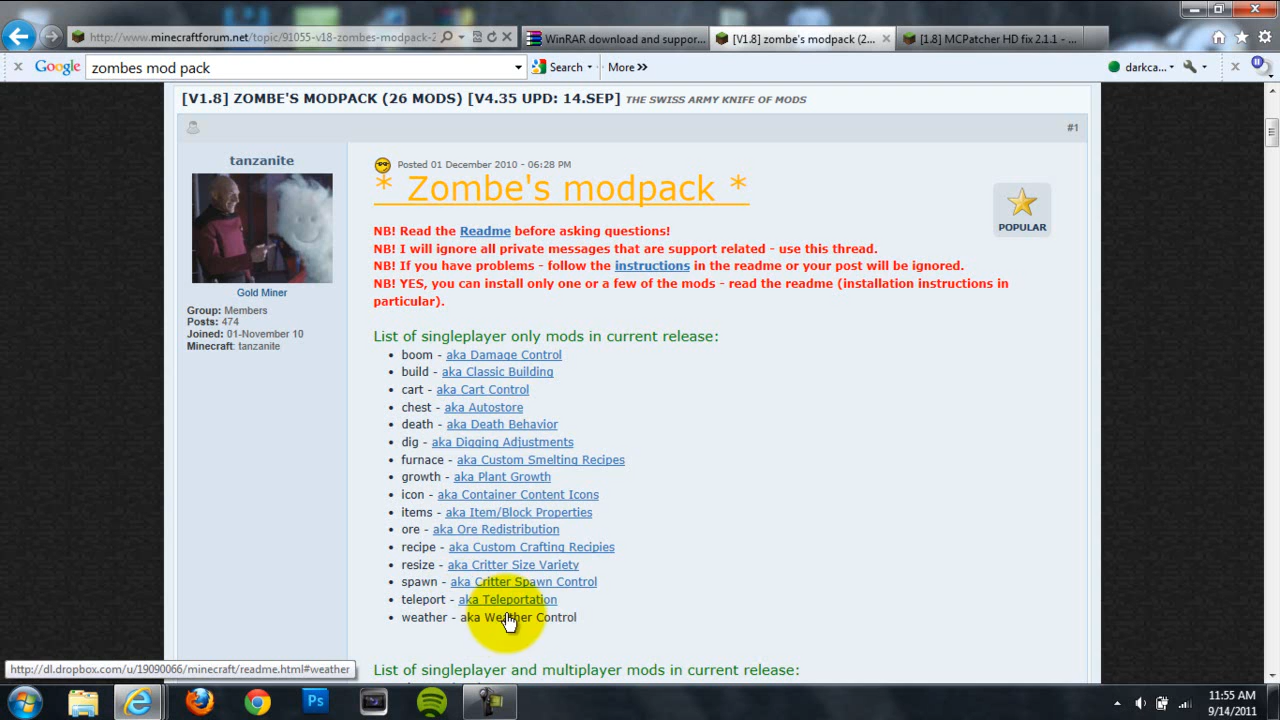 http://www.minecraftforum.net/topic/91055-v18-zombes-modpack-2
WinRAR download and suppor...
[V1.8] zombe's modpack (2...
[1.8] MCPatcher HD fix 2.1.1 - ...
Google
zombes mod pack
Search
More »
darkca...
[V1.8] ZOMBE'S MODPACK (26 MODS) [V4.35 UPD: 14.SEP] THE SWISS ARMY KNIFE OF MODS
#1
tanzanite
Gold Miner
Group: Members
Posts: 474
Joined: 01-November 10
Minecraft: tanzanite
Posted 01 December 2010 - 06:28 PM
* Zombe's modpack *
POPULAR
NB! Read the Readme before asking questions!
NB! I will ignore all private messages that are support related - use this thread.
NB! If you have problems - follow the instructions in the readme or your post will be ignored.
NB! YES, you can install only one or a few of the mods - read the readme (installation instructions in
particular).
List of singleplayer only mods in current release:
• boom - aka Damage Control
• build - aka Classic Building
• cart - aka Cart Control
• chest - aka Autostore
• death - aka Death Behavior
• dig - aka Digging Adjustments
• furnace - aka Custom Smelting Recipes
• growth - aka Plant Growth
• icon - aka Container Content Icons
• items - aka Item/Block Properties
• ore - aka Ore Redistribution
• recipe - aka Custom Crafting Recipies
• resize - aka Critter Size Variety
• spawn - aka Critter Spawn Control
• teleport - aka Teleportation
• weather - aka Weather Control
http://dl.dropbox.com/u/19090066/minecraft/readme.html#weather
List of singleplayer and multiplayer mods in current release:
Ps
11:55 AM
9/14/2011